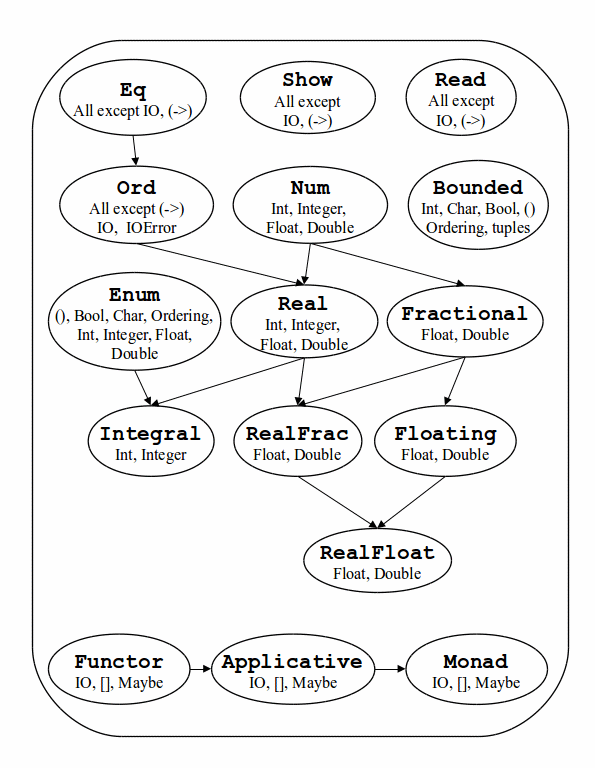 Eq
All except IO, (->)
Show
All except
IO, (->)
Read
All except
IO, (->)
Ord
All except (->)
IO, IOError
Num
Int, Integer,
Float, Double
Bounded
Int, Char, Bool, ()
Ordering, tuples
Enum
(), Bool, Char, Ordering,
Int, Integer, Float,
Double
Real
Int, Integer,
Float, Double
Fractional
Float, Double
Integral
Int, Integer
RealFrac
Float, Double
Floating
Float, Double
RealFloat
Float, Double
Functor
IO, [], Maybe
Applicative
IO, [], Maybe
Monad
IO, [], Maybe